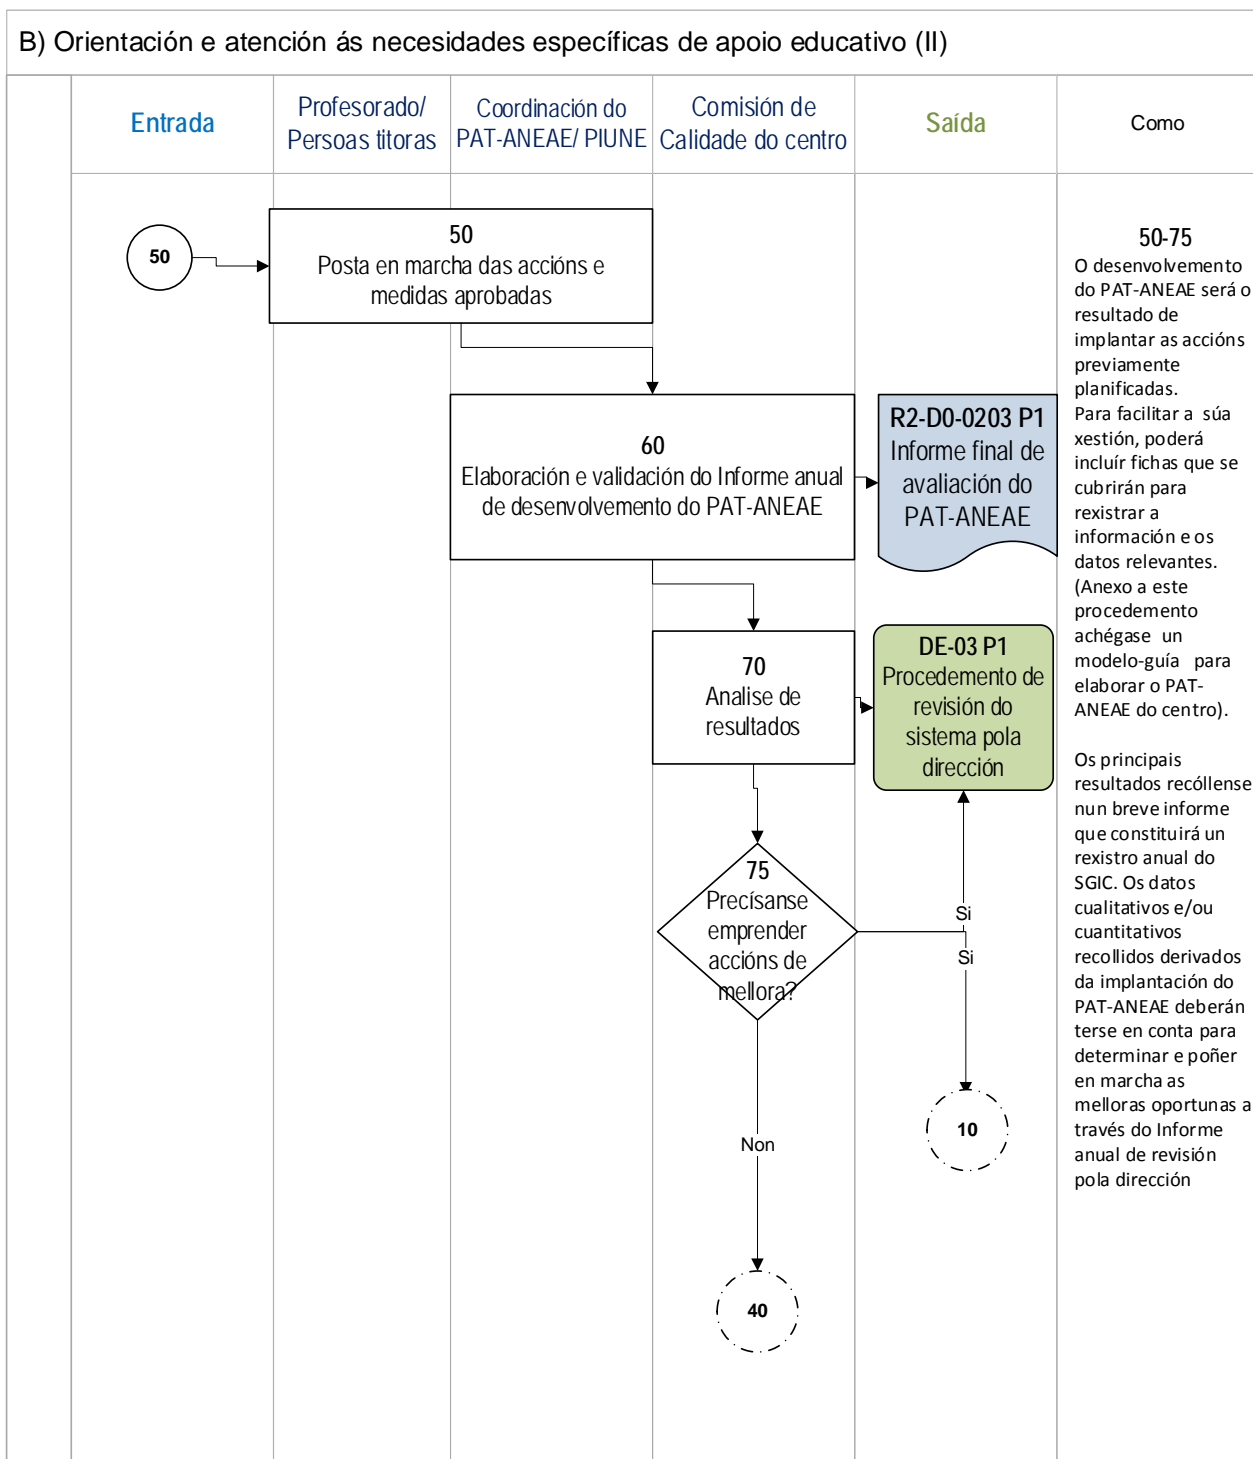 B) Orientación e atención ás necesidades específicas de apoio educativo (II)
Entrada
Profesorado/
Persoas titoras
Coordinación do
PAT-ANEAE/ PIUNE
Comisión de
Calidade do centro
Saída
Como
50
50
Posta en marcha das accións e
medidas aprobadas
60
Elaboración e validación do Informe anual
de desenvolvemento do PAT-ANEAE
R2-D0-0203 P1
Informe final de
avaliación do
PAT-ANEAE
70
Analise de
resultados
DE-03 P1
Procedemento de
revisión do
sistema pola
dirección
75
Precísanse
emprender
accións de
mellora?
Si
Si
10
Non
40
50-75
O desenvolvemento
do PAT-ANEAE será o
resultado de
implantar as accións
previamente
planificadas.
Para facilitar a súa
xestión, poderá
incluír fichas que se
cubrirán para
rexistrar a
información e os
datos relevantes.
(Anexo a este
procedemento
achégase un
modelo-guía para
elaborar o PAT-
ANEAE do centro).
Os principais
resultados recóllense
nun breve informe
que constituirá un
rexistro anual do
SGIC. Os datos
cualitativos e/ou
cuantitativos
recollidos derivados
da implantación do
PAT-ANEAE deberán
terse en conta para
determinar e poñer
en marcha as
melloras oportunas a
través do Informe
anual de revisión
pola dirección